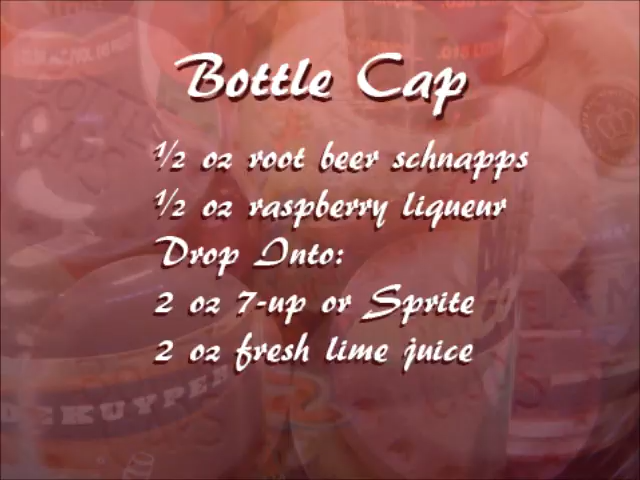 Bottle Cap
½ oz root beer schnapps
½ oz raspberry liqueur
Drop Into:
2 oz 7-up or Sprite
2 oz fresh lime juice
DEKUYPER